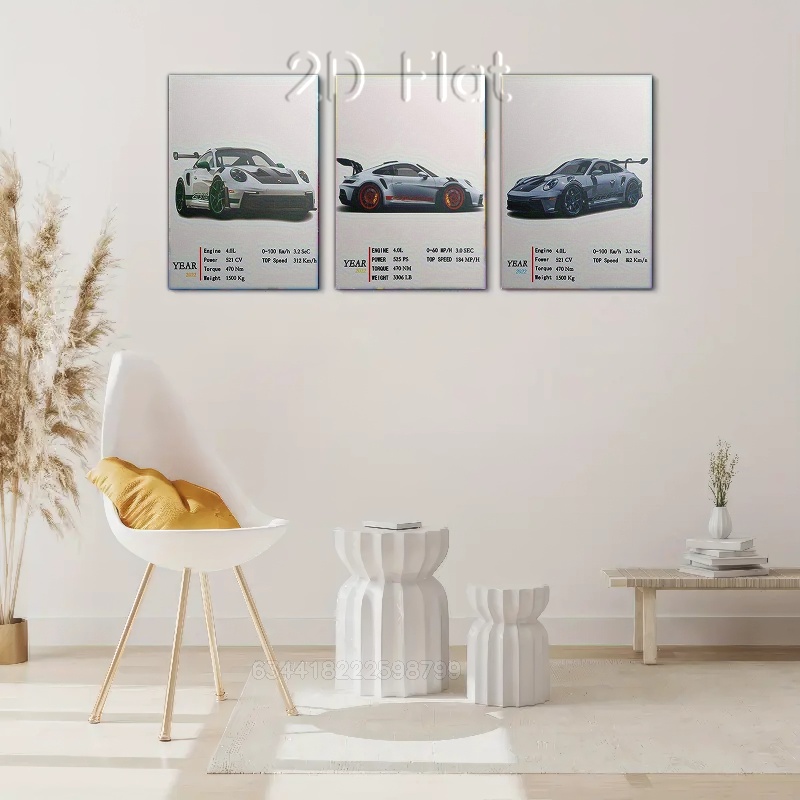 2D Flat
YEAR
2022
Engine 4.0L
Power 521 CV
Torque 470 Nm
Weight 1500 Kg
0-100 Km/h 3.2 SeC
TOP Speed 312 Km/h
YEAR
2022
ENGINE 4.0L
POWER 525 PS
TORQUE 470 NM
WEIGHT 3306 LB
0-60 MP/H 3.0 SEC
TOP SPEED 184 MP/H
YEAR
2022
Engine 4.0L
Power 521 CV
Torque 470 Nm
Weight 1500 Kg
0-100 Km/h 3.2 sec
TOP Speed